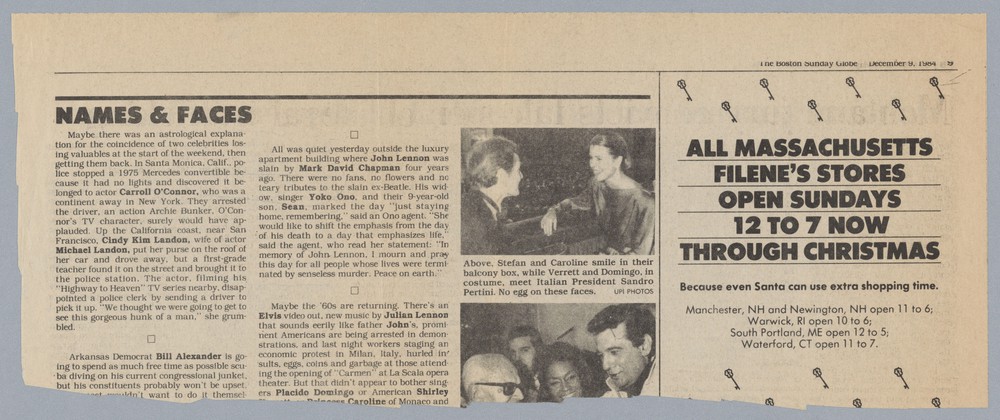 The Boston Sunday Globe December 9, 1984
NAMES & FACES
Maybe there was an astrological explana-
tion for the coincidence of two celebrities los-
ing valuables at the start of the weekend, then
getting them back. In Santa Monica, Calif., po-
lice stopped a 1975 Mercedes convertible be-
cause it had no lights and discovered it be-
longed to actor Carroll O'Connor, who was a
continent away in New York. They arrested
the driver, an action Archie Bunker, O'Con-
nor's TV character, surely would have ap-
plauded. Up the California coast, near San
Francisco, Cindy Kim Landon, wife of actor
Michael Landon, put her purse on the roof of
her car and drove away, but a first-grade
teacher found it on the street and brought it to
the police station. The actor, filming his
"Highway to Heaven" TV series nearby, disap-
pointed a police clerk by sending a driver to
pick it up. "We thought we were going to get to
see this gorgeous hunk of a man," she grum-
bled.
Arkansas Democrat Bill Alexander is go-
ing to spend as much free time as possible scu-
ba diving on his current congressional junket,
but his constituents probably won't be upset.
wouldn't want to do it themsel-
All was quiet yesterday outside the luxury
apartment building where John Lennon was
slain by Mark David Chapman four years
ago. There were no fans, no flowers and no
teary tributes to the slain ex-Beatle. His wid-
ow, singer Yoko Ono, and their 9-year-old
son, Sean, marked the day "just staying
home, remembering," said an Ono agent. "She
would like to shift the emphasis from the day
of his death to a day that emphasizes life,"
said the agent, who read her statement: "In
memory of John Lennon, I mourn and pray
this day for all people whose lives were termi-
nated by senseless murder. Peace on earth."
Maybe the '60s are returning. There's an
Elvis video out, new music by Julian Lennon
that sounds eerily like father John's, promi-
nent Americans are being arrested in demon-
strations, and last night workers staging an
economic protest in Milan, Italy, hurled in-
sults, eggs, coins and garbage at those attend-
ing the opening of "Carmen" at La Scala opera
theater. But that didn't appear to bother sing-
ers Placido Domingo or American Shirley
Princess Caroline of Monaco and
Above, Stefan and Caroline smile in their
balcony box, while Verrett and Domingo, in
costume, meet Italian President Sandro
Pertini. No egg on these faces. UPI PHOTOS
ALL MASSACHUSETTS
FILENE'S STORES
OPEN SUNDAYS
12 TO 7 NOW
THROUGH CHRISTMAS
Because even Santa can use extra shopping time.
Manchester, NH and Newington, NH open 11 to 6;
Warwick, RI open 10 to 6;
South Portland, ME open 12 to 5;
Waterford, CT open 11 to 7.